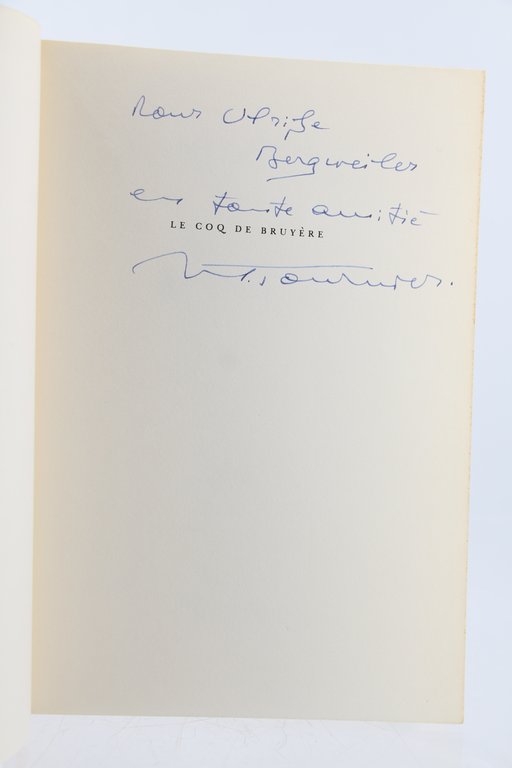 Pour Ulrike
Bergweiler
en toute amitié
LE COQ DE BRUYÈRE
M. Tournier.